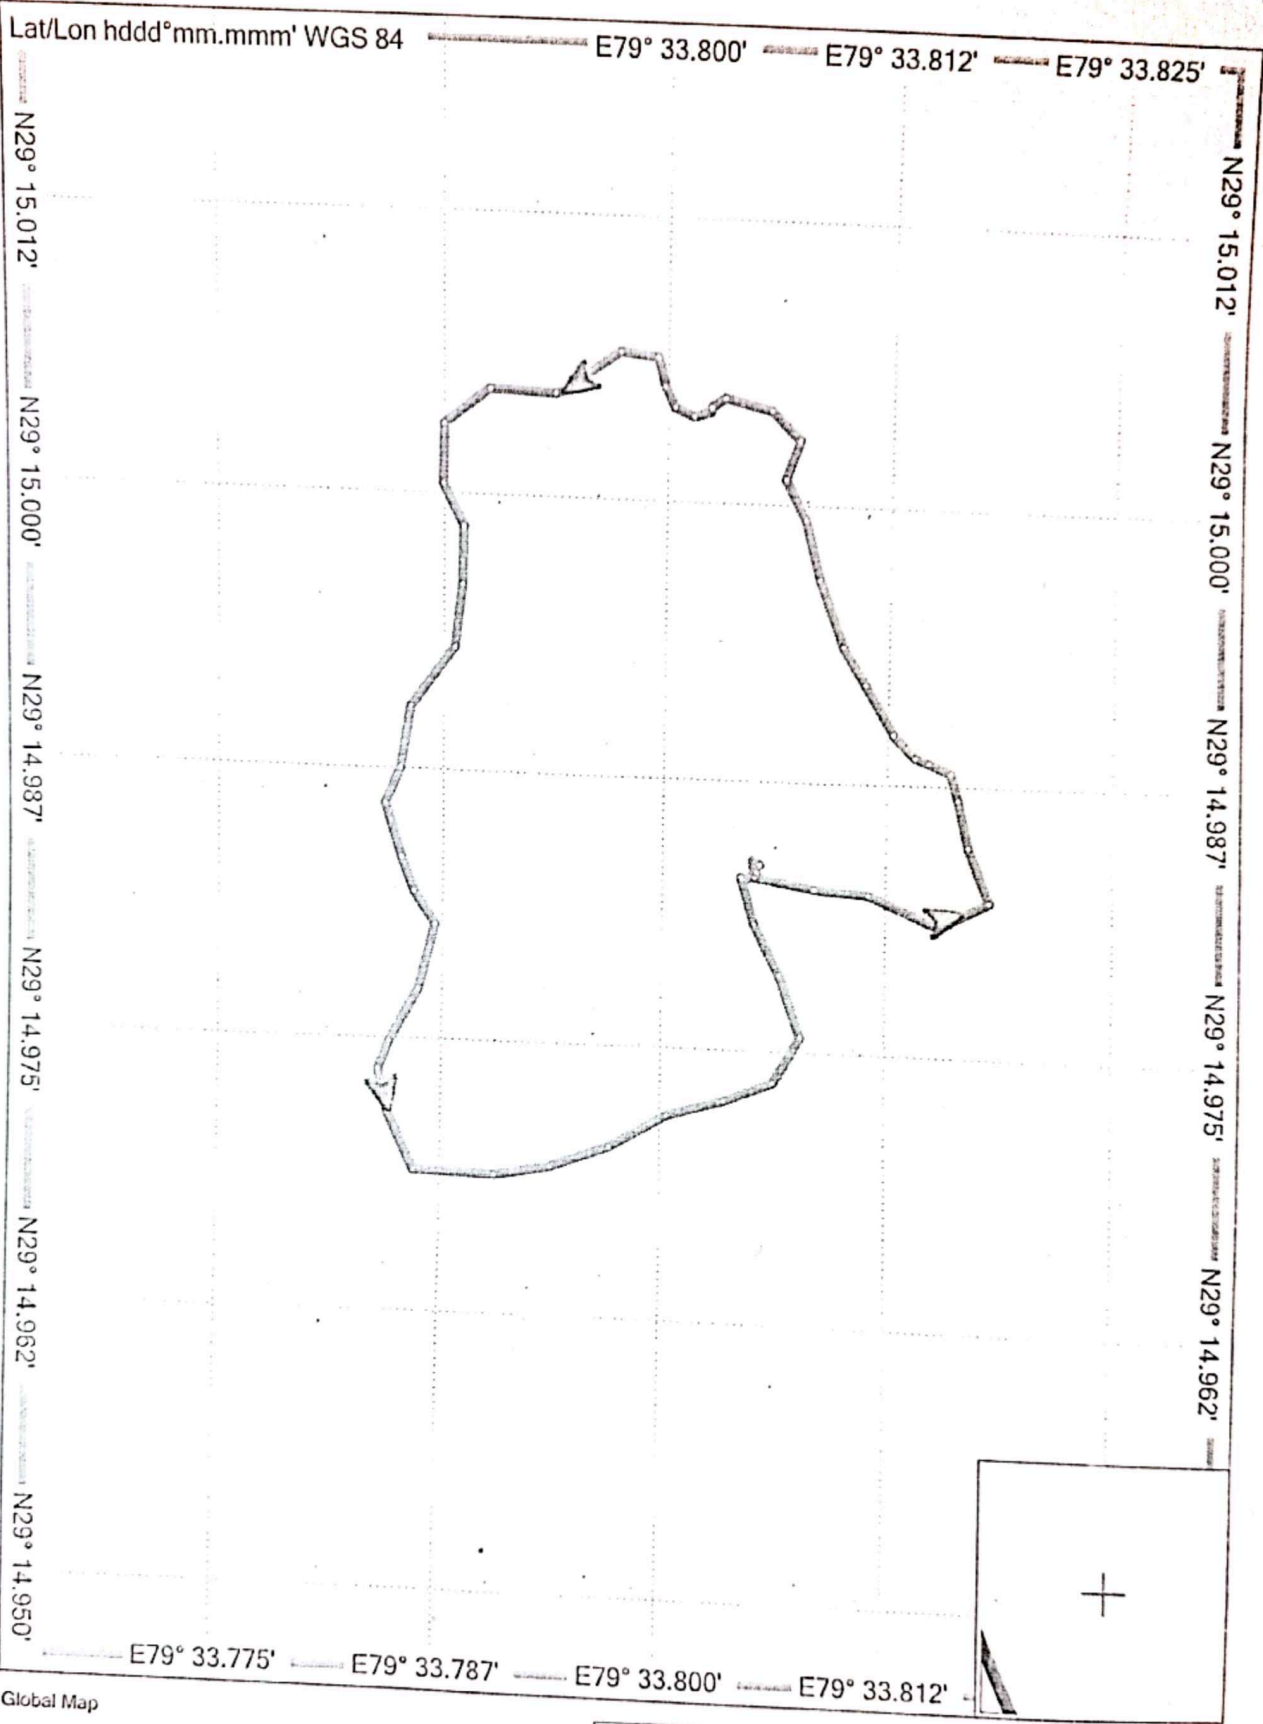 Lat/Lon hddd°mm.mmm' WGS 84 E79° 33.800' E79° 33.812' E79° 33.825'
N29° 15.012'
N29° 15.000'
N29° 14.987'
N29° 14.975'
N29° 14.962'
N29° 14.950'
N29° 15.012'
N29° 15.000'
N29° 14.987'
N29° 14.975'
N29° 14.962'
E79° 33.775' E79° 33.787' E79° 33.800' E79° 33.812'
Global Map